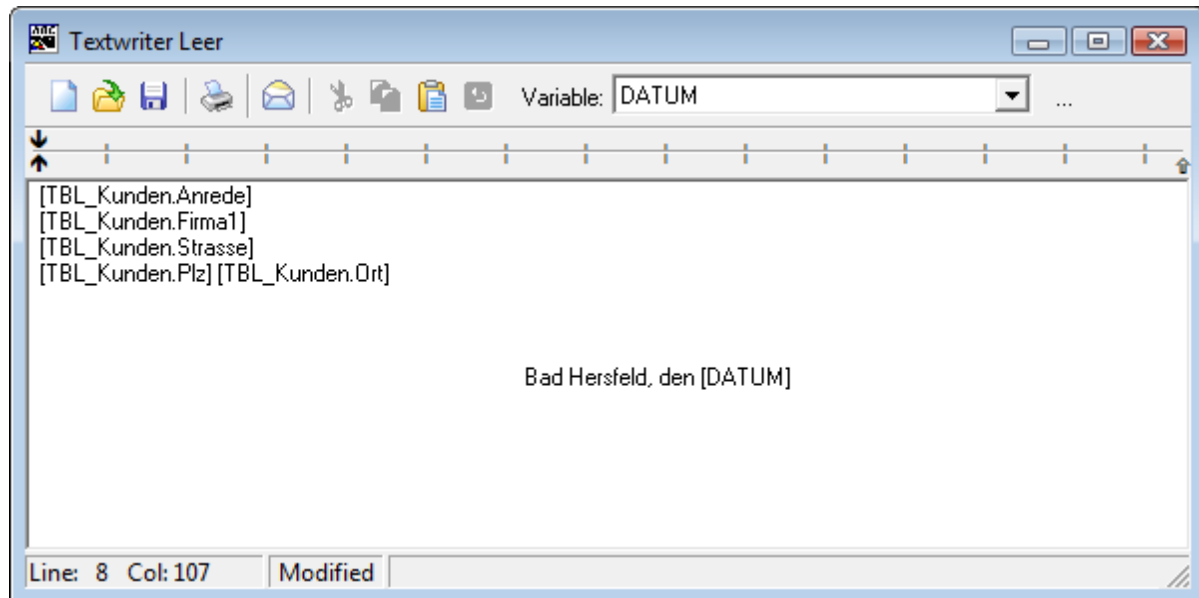 Textwriter Leer
Variable: DATUM ...
[TBL_Kunden.Anrede]
[TBL_Kunden.Firma1]
[TBL_Kunden.Strasse]
[TBL_Kunden.Plz] [TBL_Kunden.Ort]
Bad Hersfeld, den [DATUM]
Line: 8 Col: 107 Modified